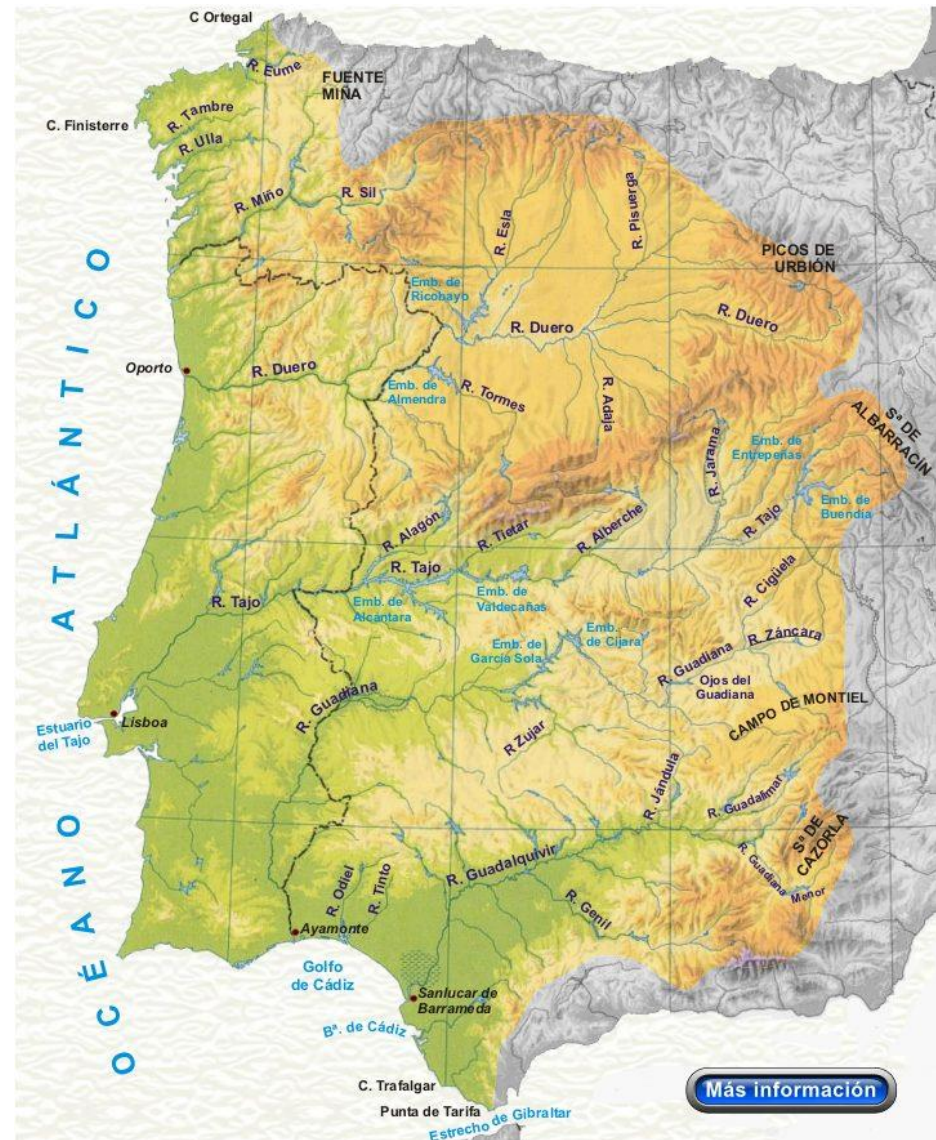 C Ortegal
R. Eume
FUENTE
MIÑA
R. Tambre
C. Finisterre
R. Ulla
R. Miño
R. Sil
R. Esla
R. Pisuerga
PICOS DE
URBIÓN
Emb. de
Ricobayo
R. Duero
R. Duero
Oporto
R. Duero
Emb. de
Almendra
R. Tormes
R. Adaja
Sª DE
ALBARRACÍN
R. Jarama
Emb. de
Entrepeñas
Emb. de
Buendía
R. Tajo
R. Alagón
R. Tietar
R. Alberche
R. Tajo
R. Tajo
Emb. de
Alcantara
Emb. de
Valdecañas
R. Cigüela
Emb. de
García Sola
Emb.
de Cíjara
R. Záncara
R. Guadiana
Ojos del
Guadiana
R. Guadiana
CAMPO DE MONTIEL
Estuario
del Tajo
Lisboa
R Zujar
R. Jándula
R. Guadalimar
Sª DE
CAZORLA
R. Guadiana
Menor
R. Guadalquivir
R. Odiel
R. Tinto
R. Genil
Ayamonte
Golfo
de Cádiz
Sanlucar de
Barrameda
Bª. de Cádiz
C. Trafalgar
Punta de Tarifa
Estrecho de Gibraltar
OCÉANO ATLÁNTICO
Más información